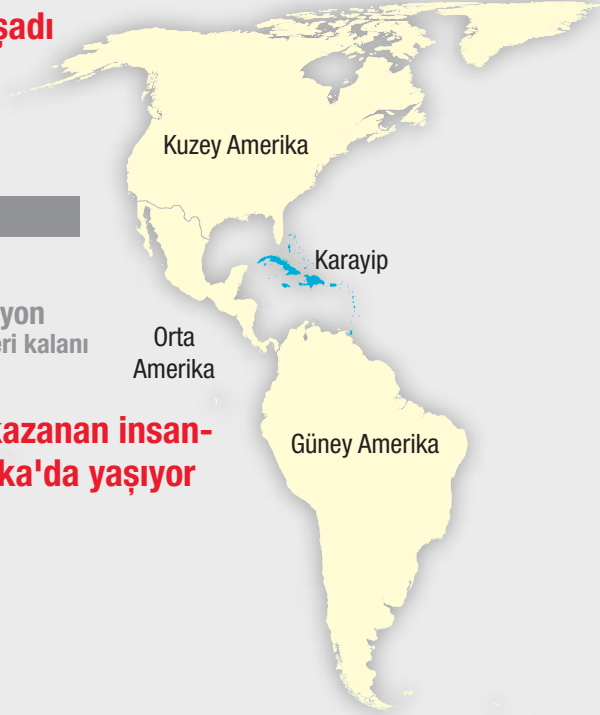 şadı
Kuzey Amerika
Karayip
yon
eri kalanı
Orta
Amerika
kazanan insan-
ka'da yaşıyor
Güney Amerika